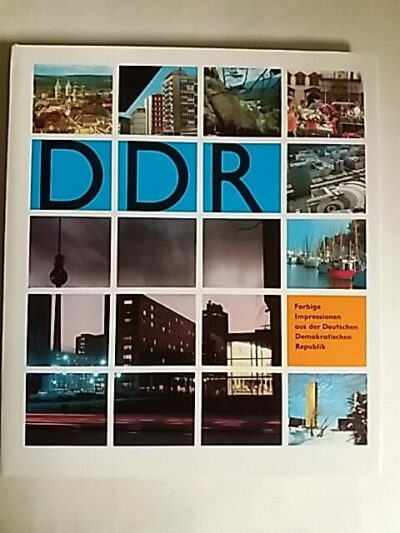 DDR
Farbige
Impressionen
aus der Deutschen
Demokratischen
Republik